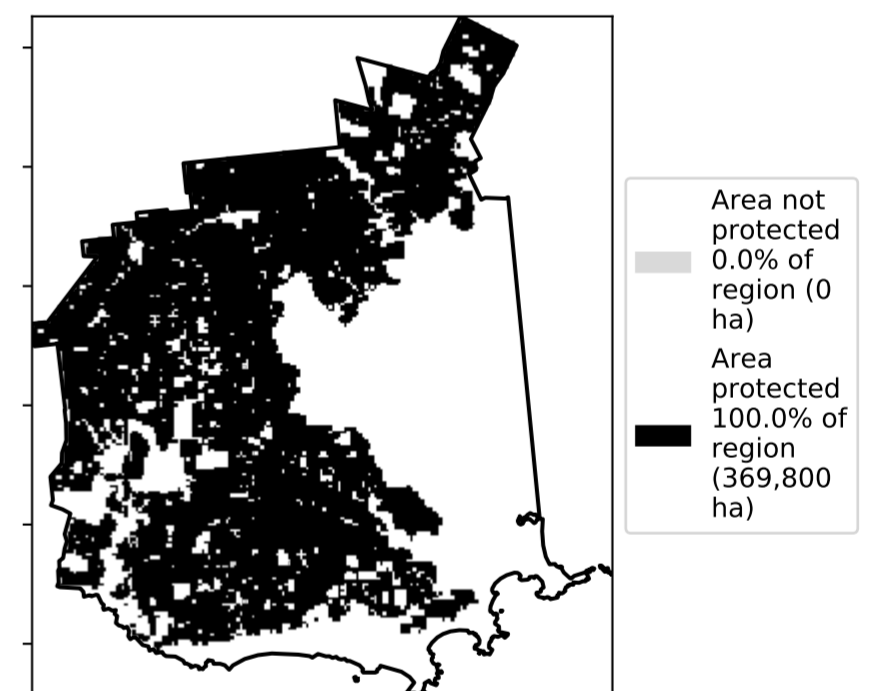 Area not
protected
0.0% of
region (0
ha)
Area
protected
100.0% of
region
(369,800
ha)